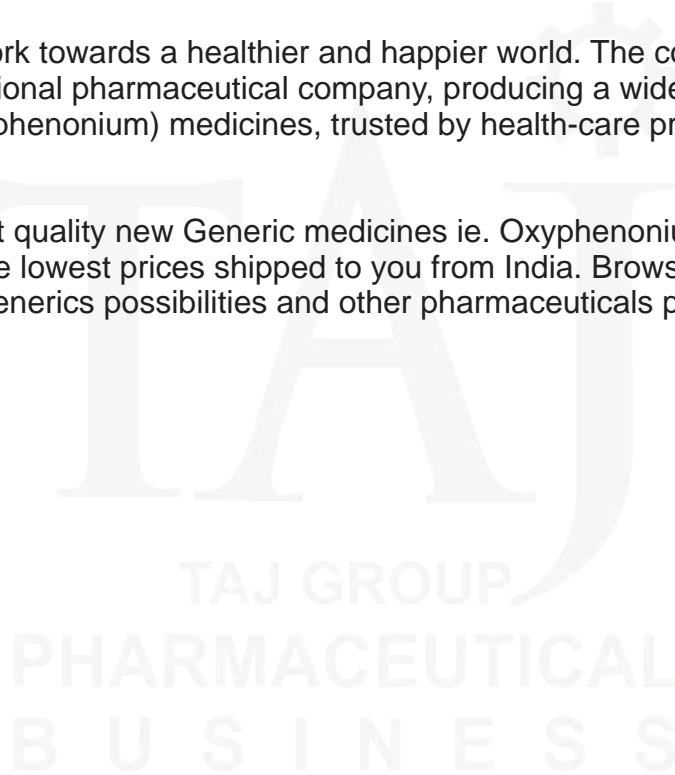 ork towards a healthier and happier world. The co
ional pharmaceutical company, producing a wide
phenonium) medicines, trusted by health-care pr
t quality new Generic medicines ie. Oxyphenoniu
e lowest prices shipped to you from India. Brows
enerics possibilities and other pharmaceuticals p
TAJ
TAJ GROUP
PHARMACEUTICAL
BUSINESS